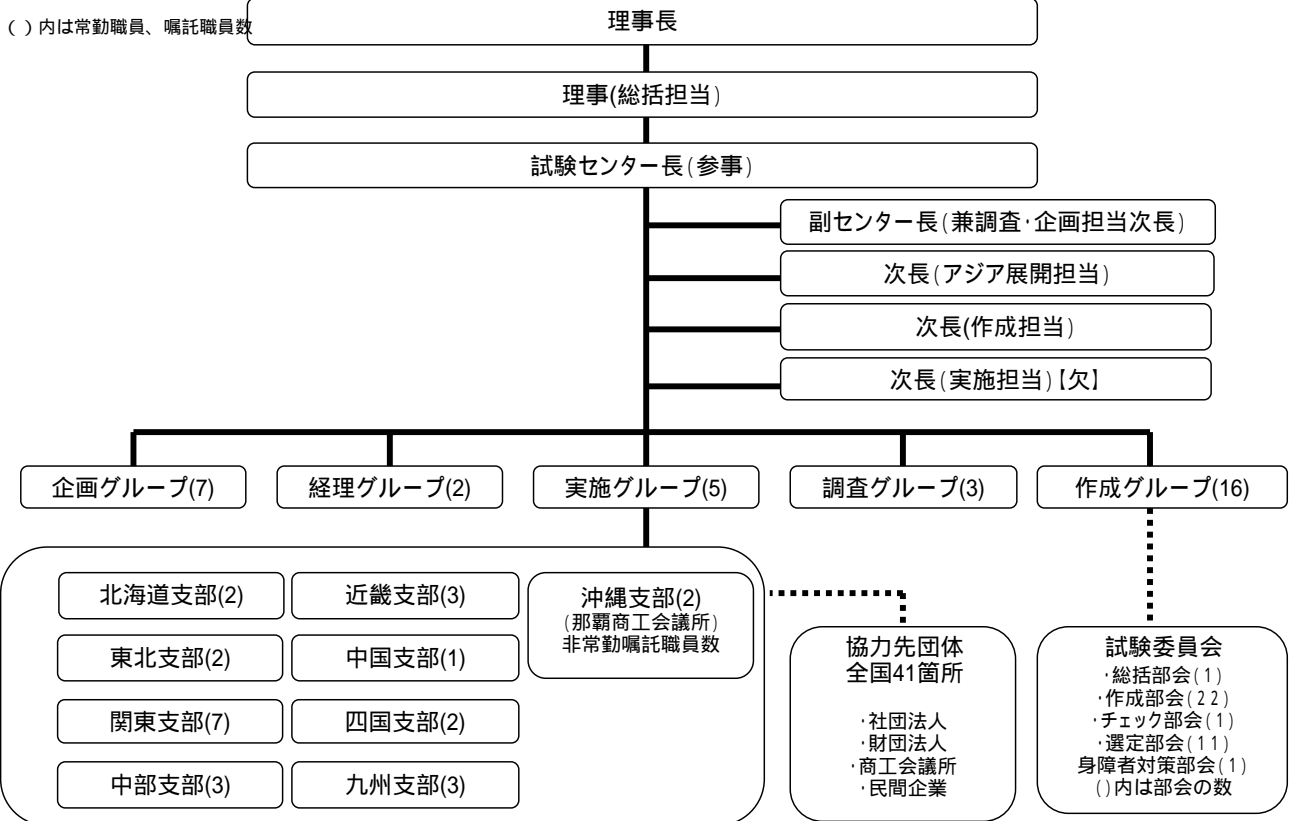 ( ) 内は常勤職員、嘱託職員数
理事長
理事(総括担当)
試験センター長(参事)
副センター長(兼調査・企画担当次長)
次長(アジア展開担当)
次長(作成担当)
次長(実施担当)【欠】
企画グループ(7)
経理グループ(2)
実施グループ(5)
調査グループ(3)
作成グループ(16)
北海道支部(2)
近畿支部(3)
沖縄支部(2)
(那覇商工会議所)
非常勤嘱託職員数
東北支部(2)
中国支部(1)
関東支部(7)
四国支部(2)
中部支部(3)
九州支部(3)
協力先団体
全国41箇所
・社団法人
・財団法人
・商工会議所
・民間企業
試験委員会
・総括部会(1)
・作成部会(22)
・チェック部会(1)
・選定部会(11)
身障者対策部会(1)
()内は部会の数